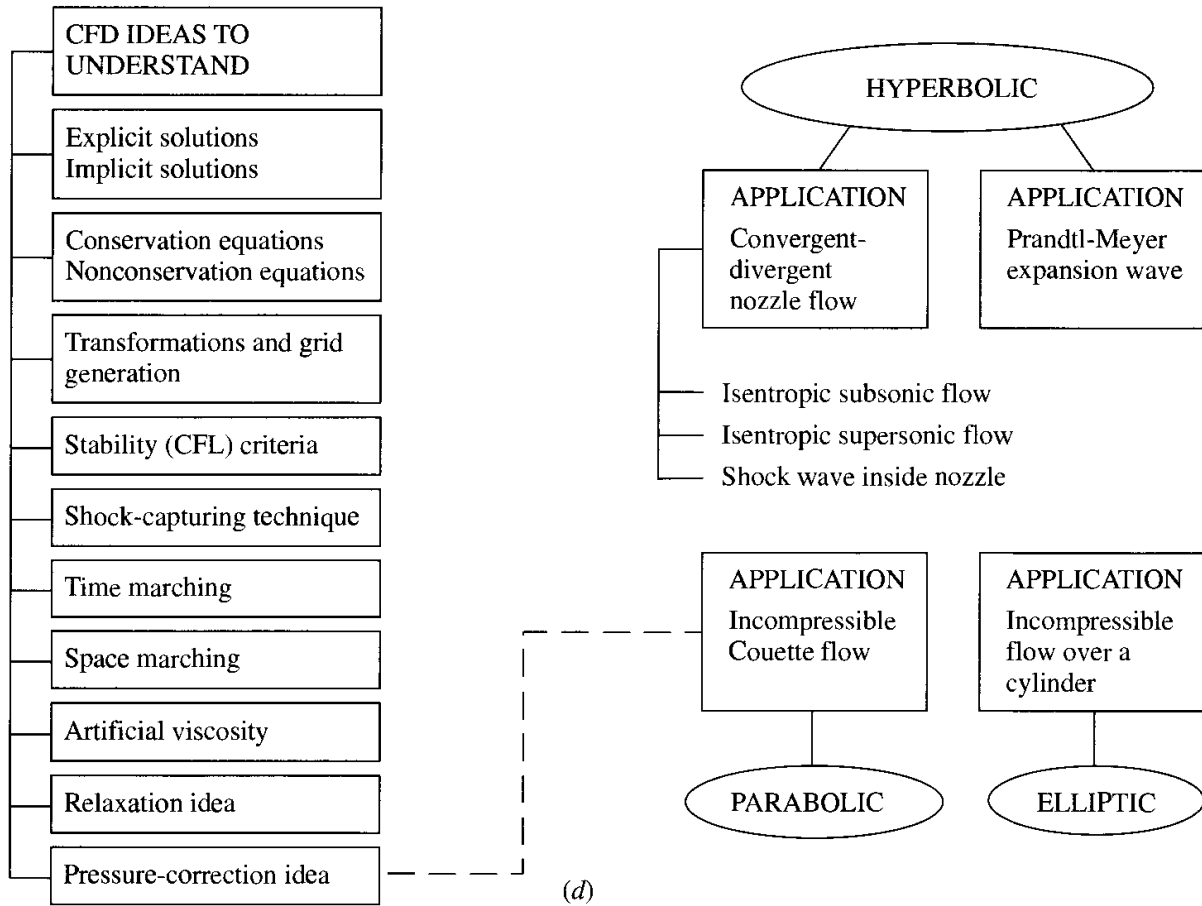 CFD IDEAS TO
UNDERSTAND
Explicit solutions
Implicit solutions
Conservation equations
Nonconservation equations
Transformations and grid
generation
Stability (CFL) criteria
Shock-capturing technique
Time marching
Space marching
Artificial viscosity
Relaxation idea
Pressure-correction idea
HYPERBOLIC
APPLICATION
Convergent-
divergent
nozzle flow
APPLICATION
Prandtl-Meyer
expansion wave
Isentropic subsonic flow
Isentropic supersonic flow
Shock wave inside nozzle
APPLICATION
Incompressible
Couette flow
APPLICATION
Incompressible
flow over a
cylinder
PARABOLIC
ELLIPTIC
(d)